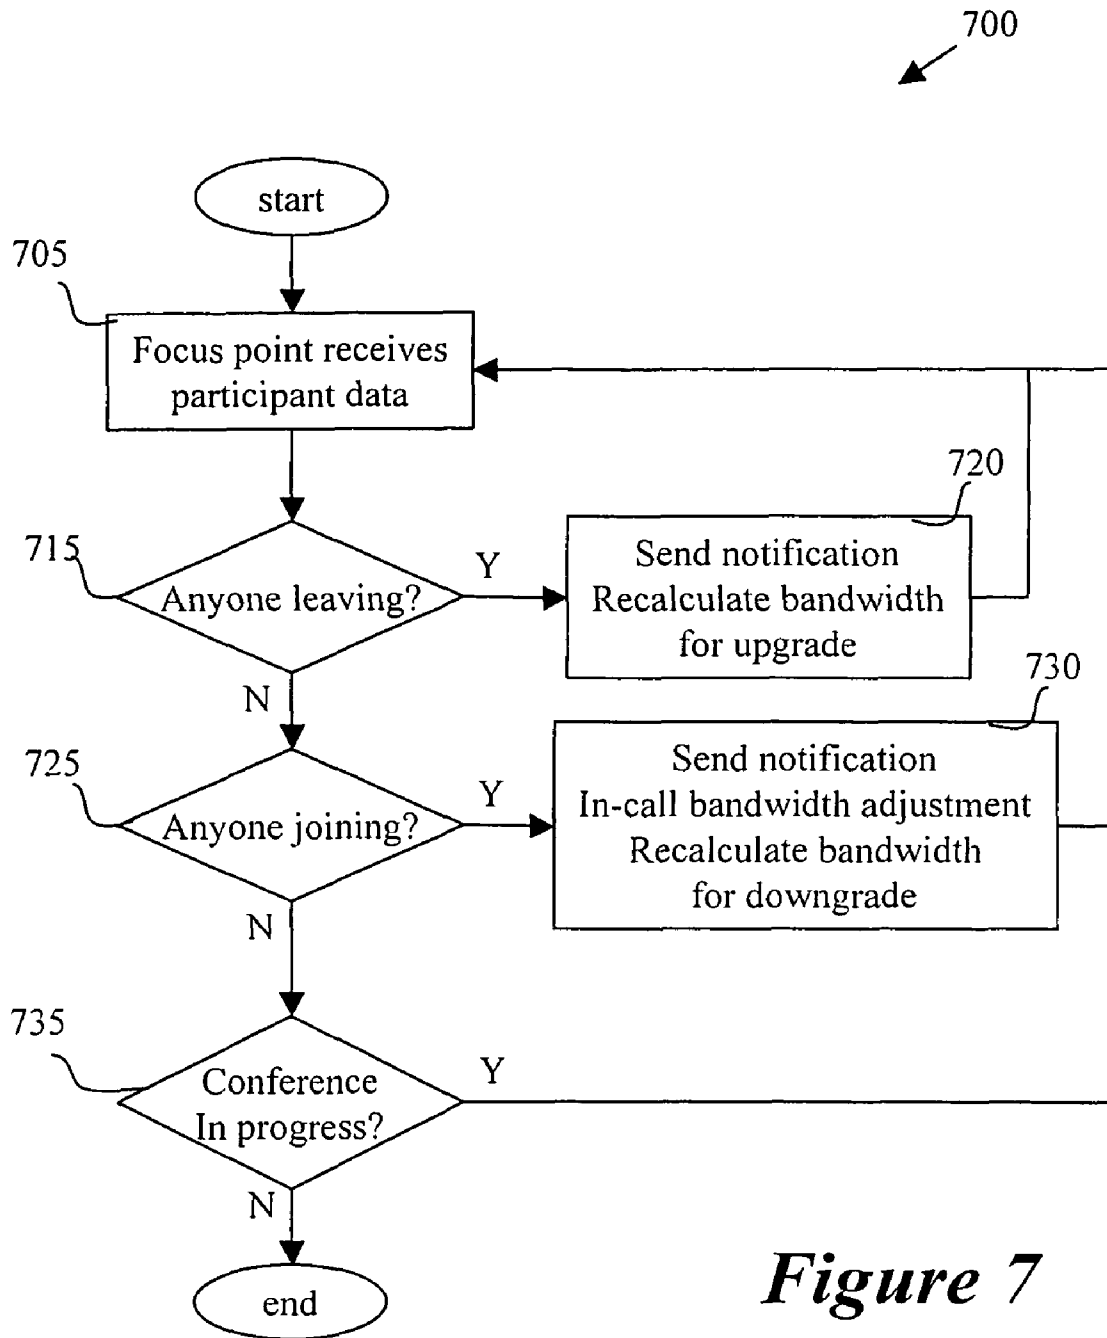 700
start
705
Focus point receives
participant data
720
715
Anyone leaving?
Y
Send notification
Recalculate bandwidth
for upgrade
N
730
725
Anyone joining?
Y
Send notification
In-call bandwidth adjustment
Recalculate bandwidth
for downgrade
N
735
Conference
In progress?
Y
N
end
Figure 7